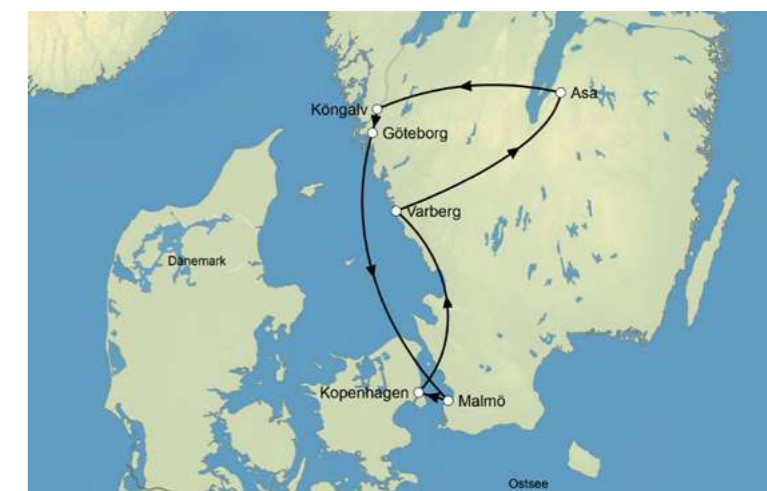 Asa
Köngalv
Göteborg
Varberg
Dänemark
Kopenhagen
Malmö
Ostsee